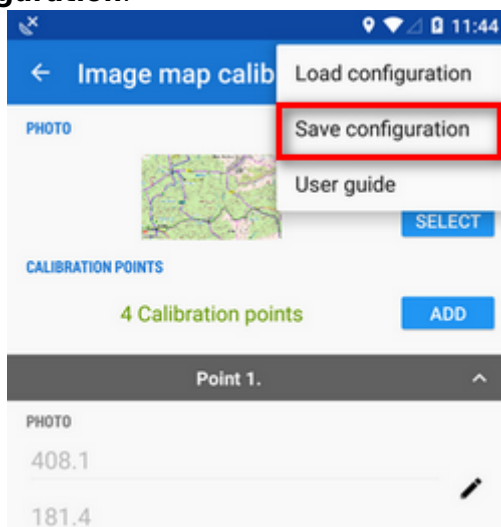 guration.
11:44
Image map calib
Load configuration
PHOTO
Save configuration
User guide
SELECT
CALIBRATION POINTS
4 Calibration points
ADD
Point 1.
PHOTO
408.1
181.4